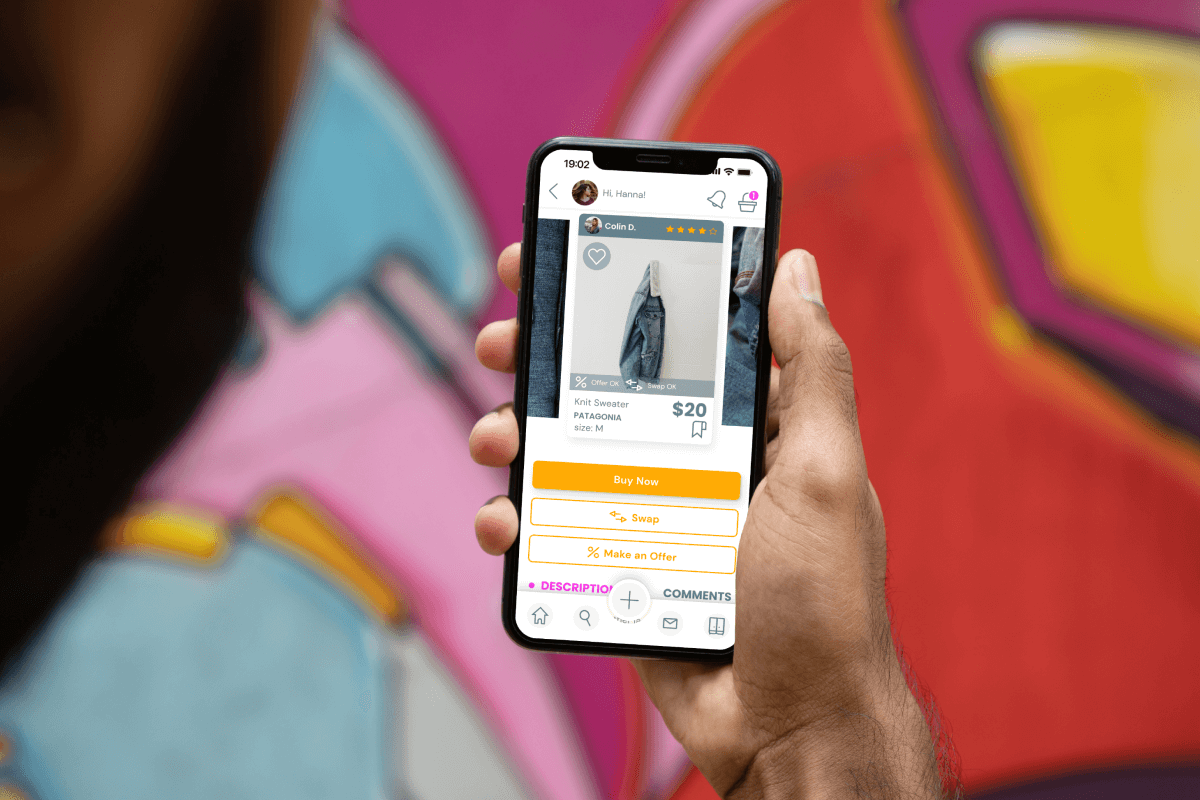 19:02
Hi, Hanna!
1
Colin D.
Offer OK Swap OK
Knit Sweater $20
PATAGONIA
size: M
Buy Now
Swap
% Make an Offer
DESCRIPTION COMMENTS